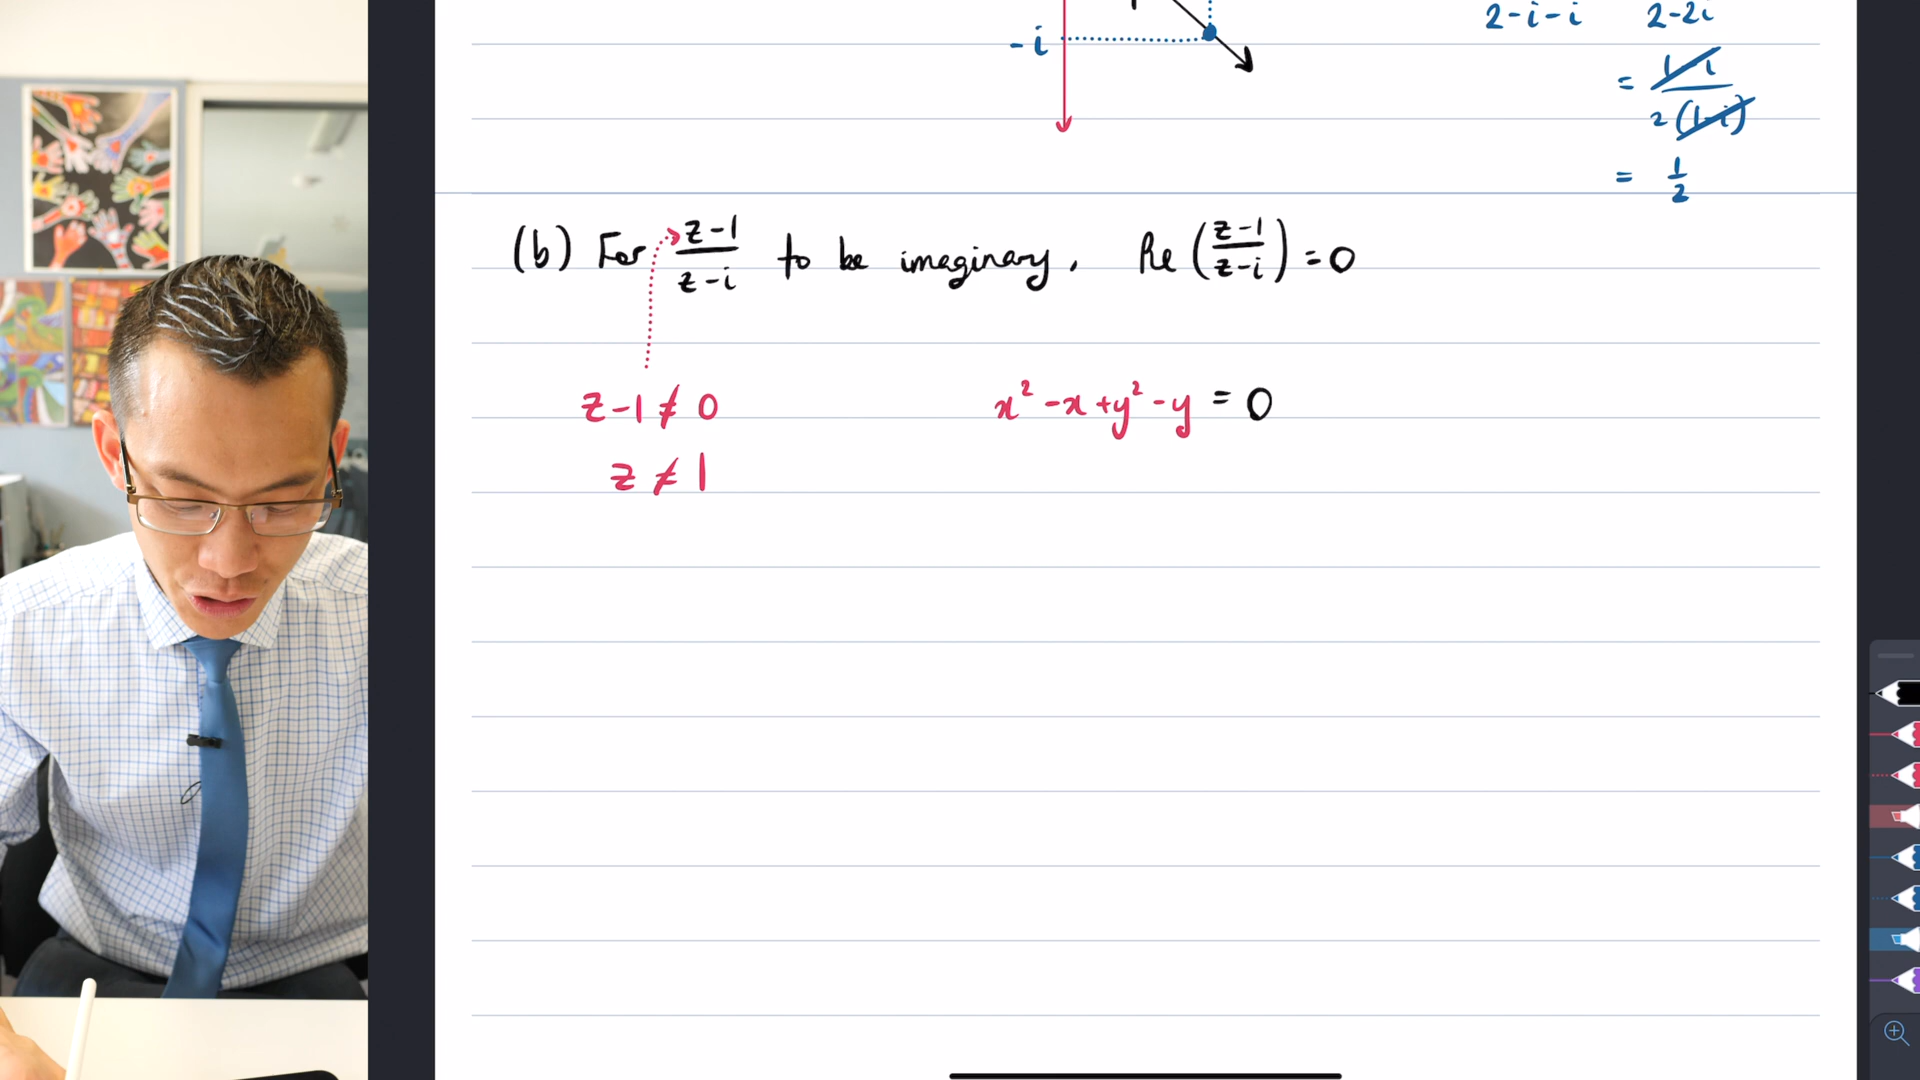 2-i-i 2-2i
-i
= 1-i / 2(1-i)
= 1/2
(b) For z-1/z-i to be imaginary, Re(z-1/z-i) = 0
z-1 ≠ 0
x² -x +y² -y = 0
z ≠ 1